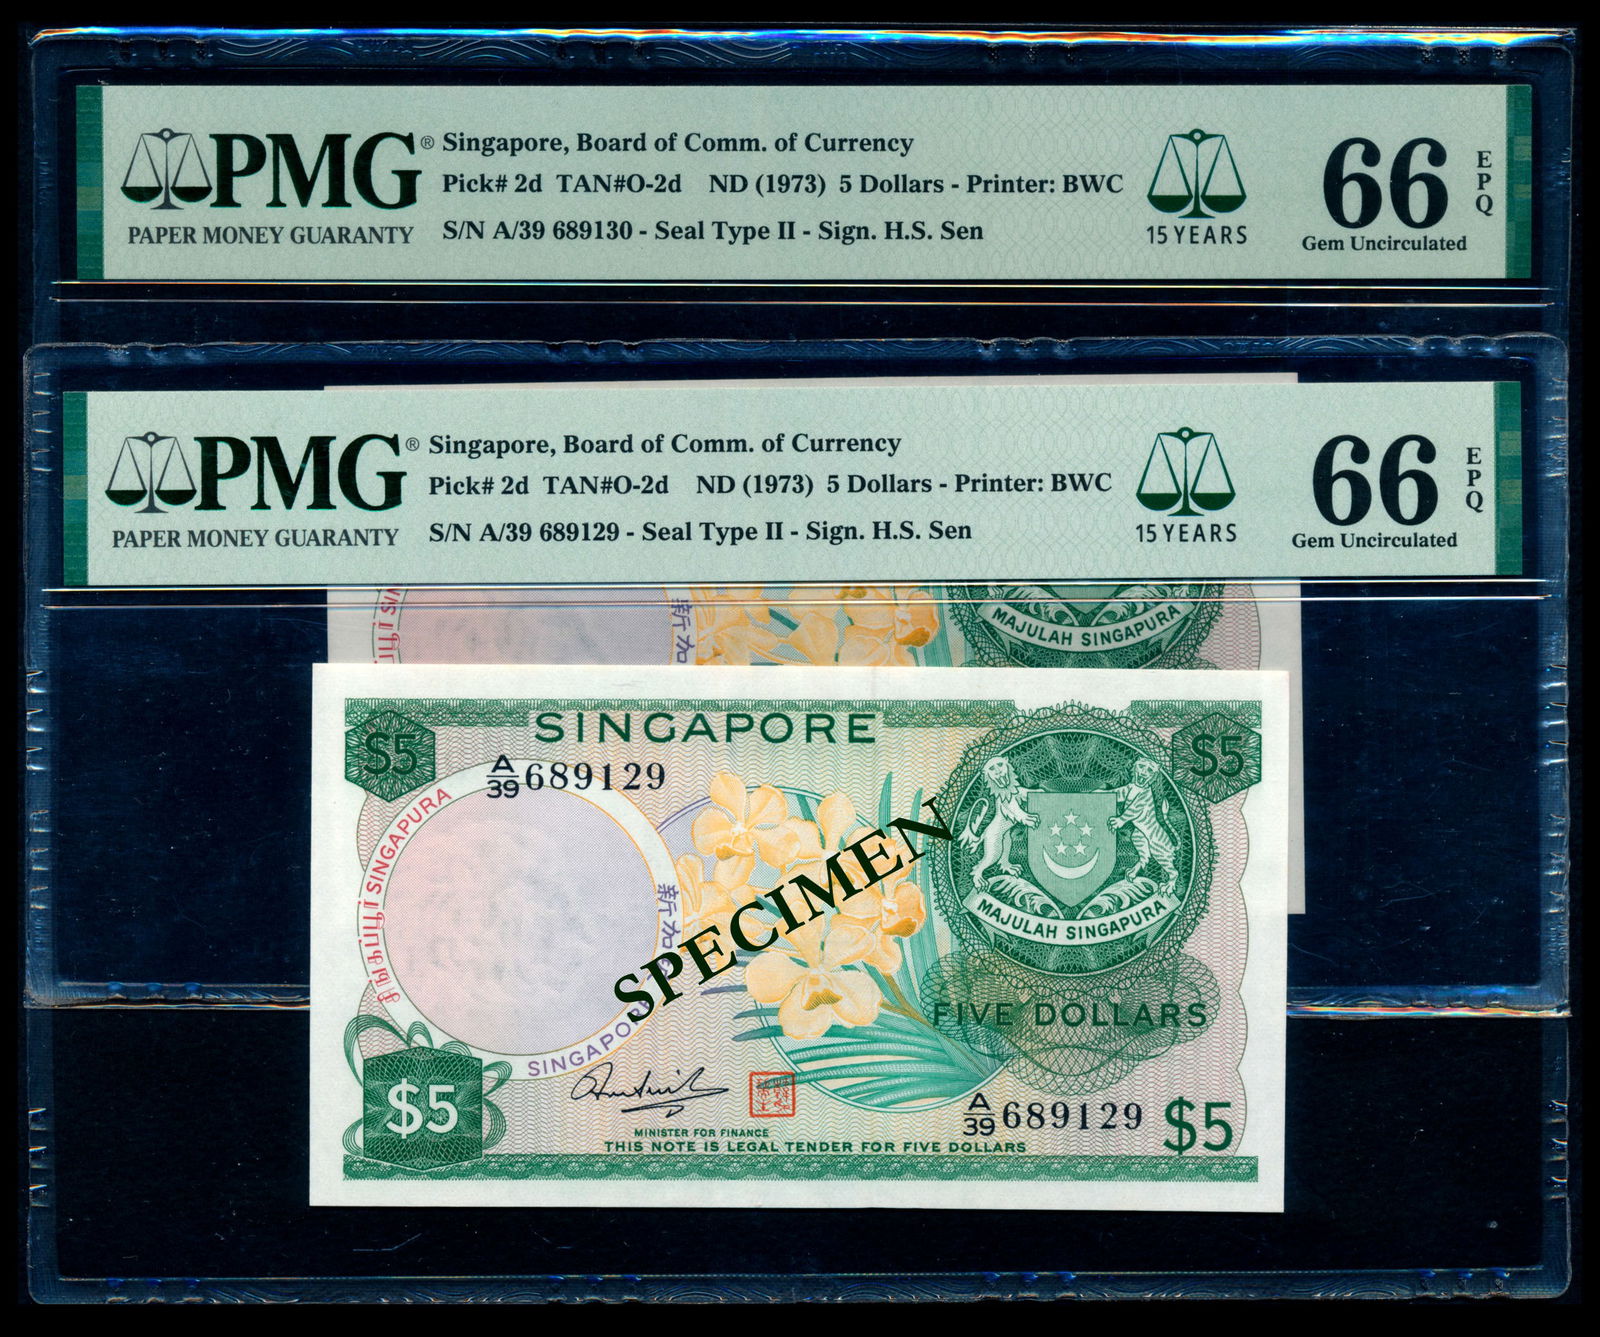 PMG®
PAPER MONEY GUARANTY
Singapore, Board of Comm. of Currency
Pick# 2d TAN#O-2d ND (1973) 5 Dollars - Printer: BWC
S/N A/39 689130 - Seal Type II - Sign. H.S. Sen
15 YEARS
66 EPQ
Gem Uncirculated
PMG®
PAPER MONEY GUARANTY
Singapore, Board of Comm. of Currency
Pick# 2d TAN#O-2d ND (1973) 5 Dollars - Printer: BWC
S/N A/39 689129 - Seal Type II - Sign. H.S. Sen
15 YEARS
66 EPQ
Gem Uncirculated
新加
MAJULAH SINGAPURA
SINGAPORE
$5
$5
A/39 689129
சிங்கப்பூர் SINGAPURA
新加
SINGAPORE
SPECIMEN
MAJULAH SINGAPURA
FIVE DOLLARS
$5
A/39 689129 $5
MINISTER FOR FINANCE
THIS NOTE IS LEGAL TENDER FOR FIVE DOLLARS